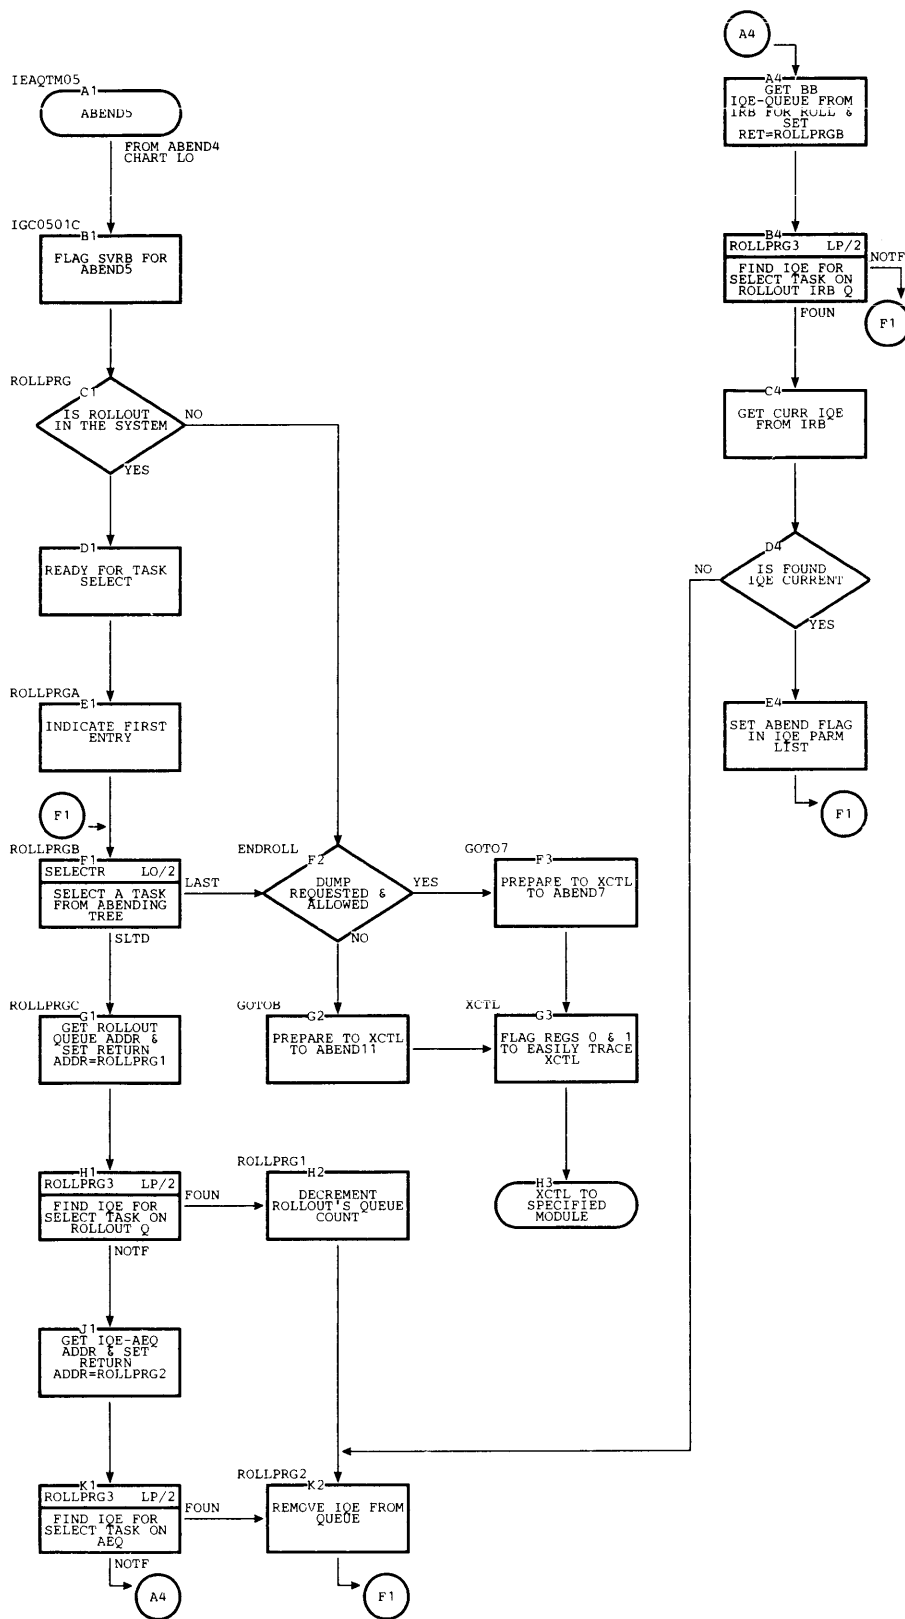 IEAQTM05
A1
ABEND5
FROM ABEND4
CHART LO
IGC0501C
B1
FLAG SVRB FOR
ABEND5
ROLLPRG
C1
IS ROLLOUT
IN THE SYSTEM
NO
YES
D1
READY FOR TASK
SELECT
ROLLPRGA
E1
INDICATE FIRST
ENTRY
F1
ROLLPRGB
F1
SELECTR LO/2
SELECT A TASK
FROM ABENDING
TREE
LAST
SLTD
ENDROLL
F2
DUMP
REQUESTED &
ALLOWED
YES
NO
GOTO7
F3
PREPARE TO XCTL
TO ABEND7
ROLLPRGC
G1
GET ROLLOUT
QUEUE ADDR &
SET RETURN
ADDR=ROLLPRG1
GOTOB
G2
PREPARE TO XCTL
TO ABEND11
XCTL
G3
FLAG REGS 0 & 1
TO EASILY TRACE
XCTL
H1
ROLLPRG3 LP/2
FIND IQE FOR
SELECT TASK ON
ROLLOUT Q
FOUN
NOTF
ROLLPRG1
H2
DECREMENT
ROLLOUT'S QUEUE
COUNT
H3
XCTL TO
SPECIFIED
MODULE
J1
GET IQE-AEQ
ADDR & SET
RETURN
ADDR=ROLLPRG2
K1
ROLLPRG3 LP/2
FIND IQE FOR
SELECT TASK ON
AEQ
FOUN
NOTF
A4
ROLLPRG2
K2
REMOVE IQE FROM
QUEUE
F1
A4
A4
GET BB
IQE-QUEUE FROM
IRB FOR ROLL &
SET
RET=ROLLPRGB
B4
ROLLPRG3 LP/2
FIND IQE FOR
SELECT TASK ON
ROLLOUT IRB Q
NOTF
F1
FOUN
C4
GET CURR IQE
FROM IRB
D4
IS FOUND
IQE CURRENT
NO
YES
E4
SET ABEND FLAG
IN IQE PARM
LIST
F1